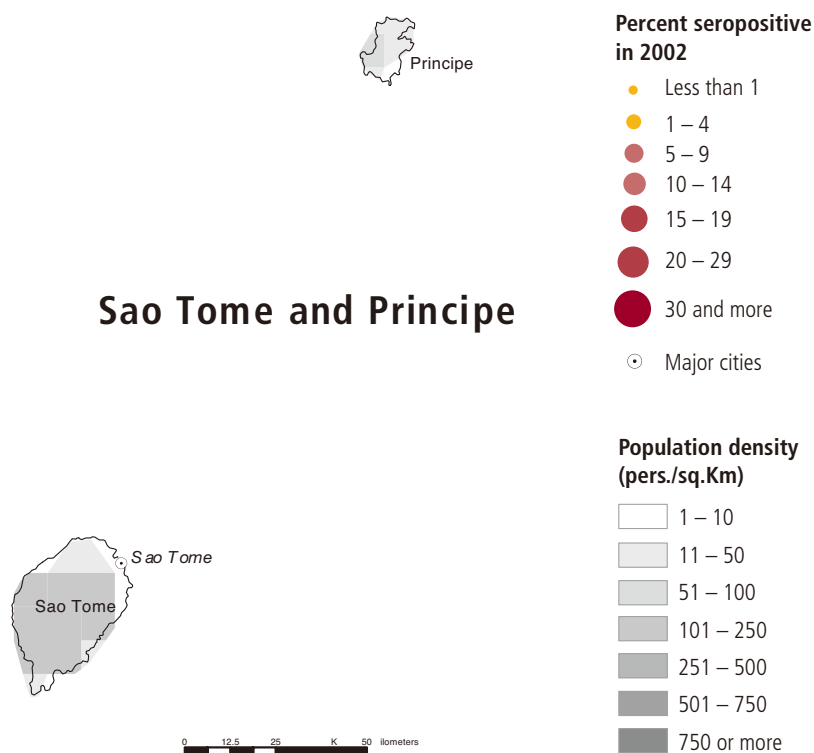 Principe
Sao Tome and Principe
Sao Tome
Sao Tome
0 12.5 25 K 50 ilometers
Percent seropositive
in 2002
Less than 1
1 – 4
5 – 9
10 – 14
15 – 19
20 – 29
30 and more
Major cities
Population density
(pers./sq.Km)
1 – 10
11 – 50
51 – 100
101 – 250
251 – 500
501 – 750
750 or more